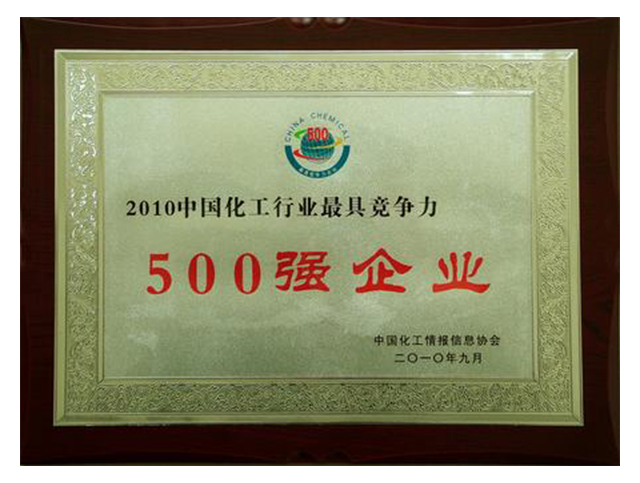 CHINA CHEMICAL
500
2010中国化工行业最具竞争力
500强企业
中国化工情报信息协会
二〇一〇年九月